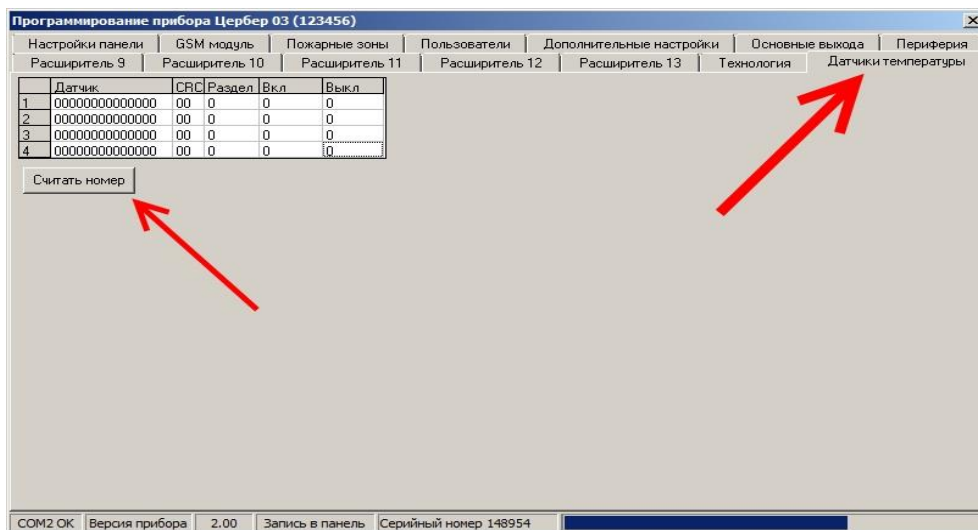 Программирование прибора Цербер 03 (123456)
Настройки панели GSM модуль Пожарные зоны Пользователи Дополнительные настройки Основные выхода Периферия
Расширитель 9 Расширитель 10 Расширитель 11 Расширитель 12 Расширитель 13 Технология Датчики температуры
Датчик CRC Раздел Вкл Выкл
1 00000000000000 00 0 0 0
2 00000000000000 00 0 0 0
3 00000000000000 00 0 0 0
4 00000000000000 00 0 0 0
Считать номер
COM2 OK Версия прибора 2.00 Запись в панель Серийный номер 148954